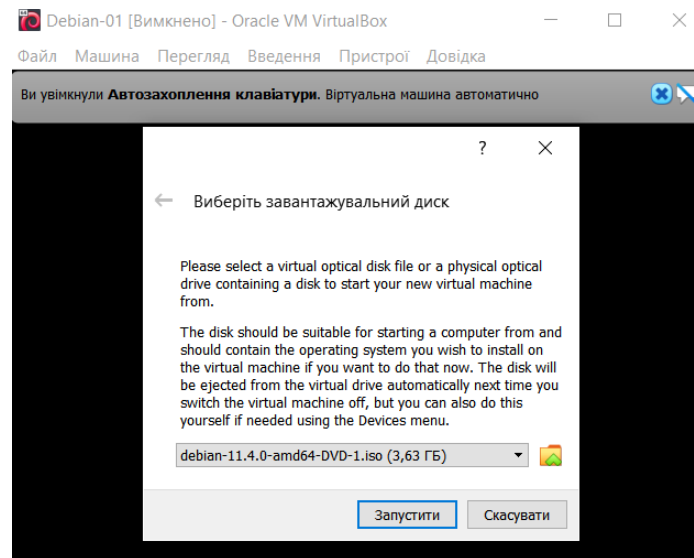 Debian-01 [Вимкнено] - Oracle VM VirtualBox
Файл Машина Перегляд Введення Пристрої Довідка
Ви увімкнули Автозахоплення клавіатури. Віртуальна машина автоматично
?
Виберіть завантажувальний диск
Please select a virtual optical disk file or a physical optical
drive containing a disk to start your new virtual machine
from.
The disk should be suitable for starting a computer from and
should contain the operating system you wish to install on
the virtual machine if you want to do that now. The disk will
be ejected from the virtual drive automatically next time you
switch the virtual machine off, but you can also do this
yourself if needed using the Devices menu.
debian-11.4.0-amd64-DVD-1.iso (3,63 ГБ)
Запустити Скасувати